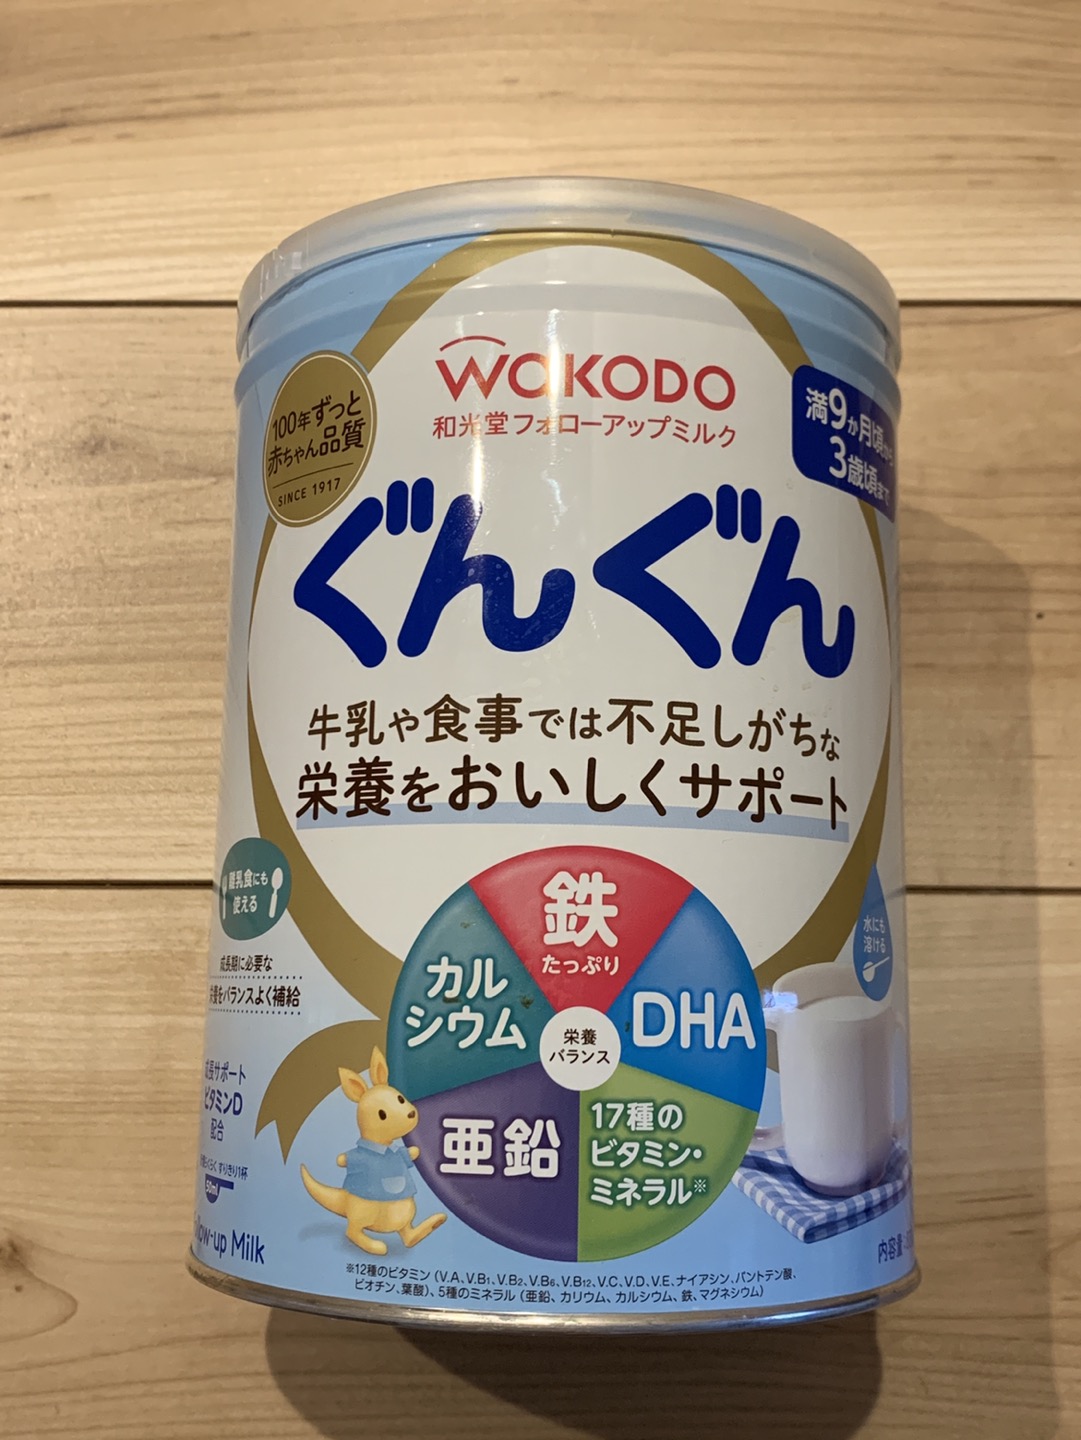 WAKODO
和光堂フォローアップミルク
100年ずっと
赤ちゃん品質
SINCE 1917
満9か月頃から
3歳頃まで
ぐんぐん
牛乳や食事では不足しがちな
栄養をおいしくサポート
離乳食にも
使える
成長期に必要な
栄養をバランスよく補給
成長サポート
ビタミンD
配合
すりきり1杯
50ml
Follow-up Milk
鉄
たっぷり
カル
シウム
DHA
栄養
バランス
亜鉛
17種の
ビタミン・
ミネラル※
水にも
溶ける
内容量
※12種のビタミン（V.A、V.B1、V.B2、V.B6、V.B12、V.C、V.D、V.E、ナイアシン、パントテン酸、
ビオチン、葉酸）、5種のミネラル（亜鉛、カリウム、カルシウム、鉄、マグネシウム）